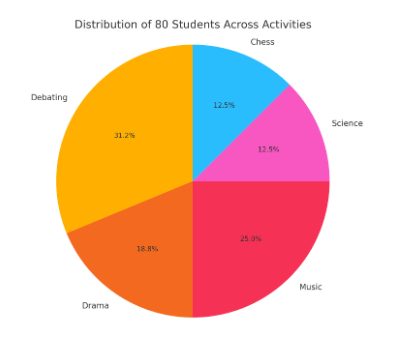 Distribution of 80 Students Across Activities
Chess
Debating
12.5%
Science
31.2%
12.5%
18.8%
25.0%
Music
Drama